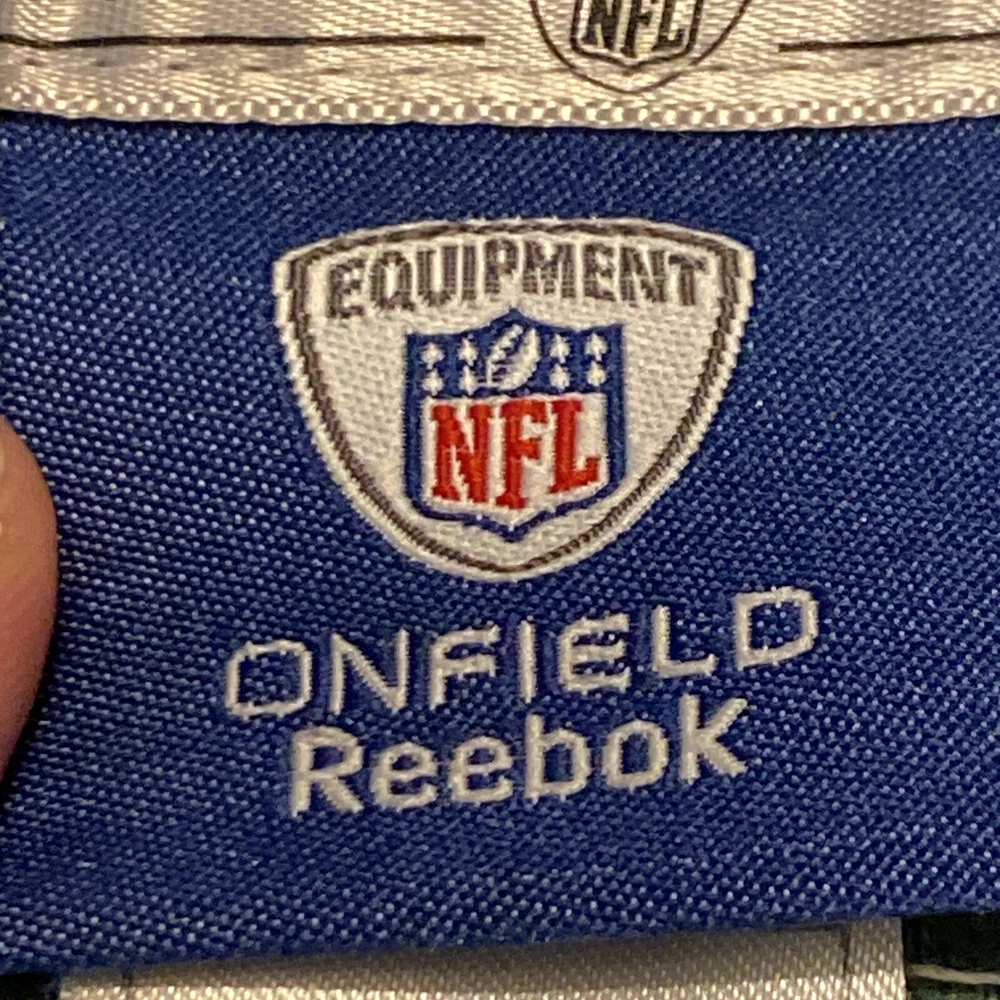 NFL
EQUIPMENT
NFL
ONFIELD
Reebok